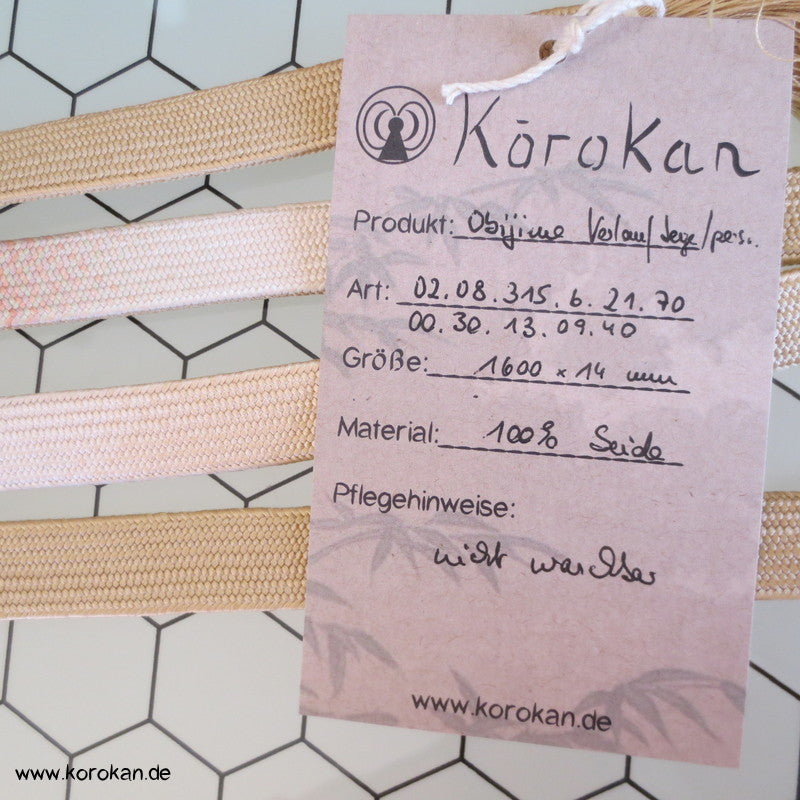 Kōrokan
Produkt: Obijime Verlauf beige/pers.
Art: 02.08.315.6.21.70
00.30.13.09.40
Größe: 1600 x 14 mm
Material: 100% Seide
Pflegehinweise:
nicht waschbar
www.korokan.de
www.korokan.de